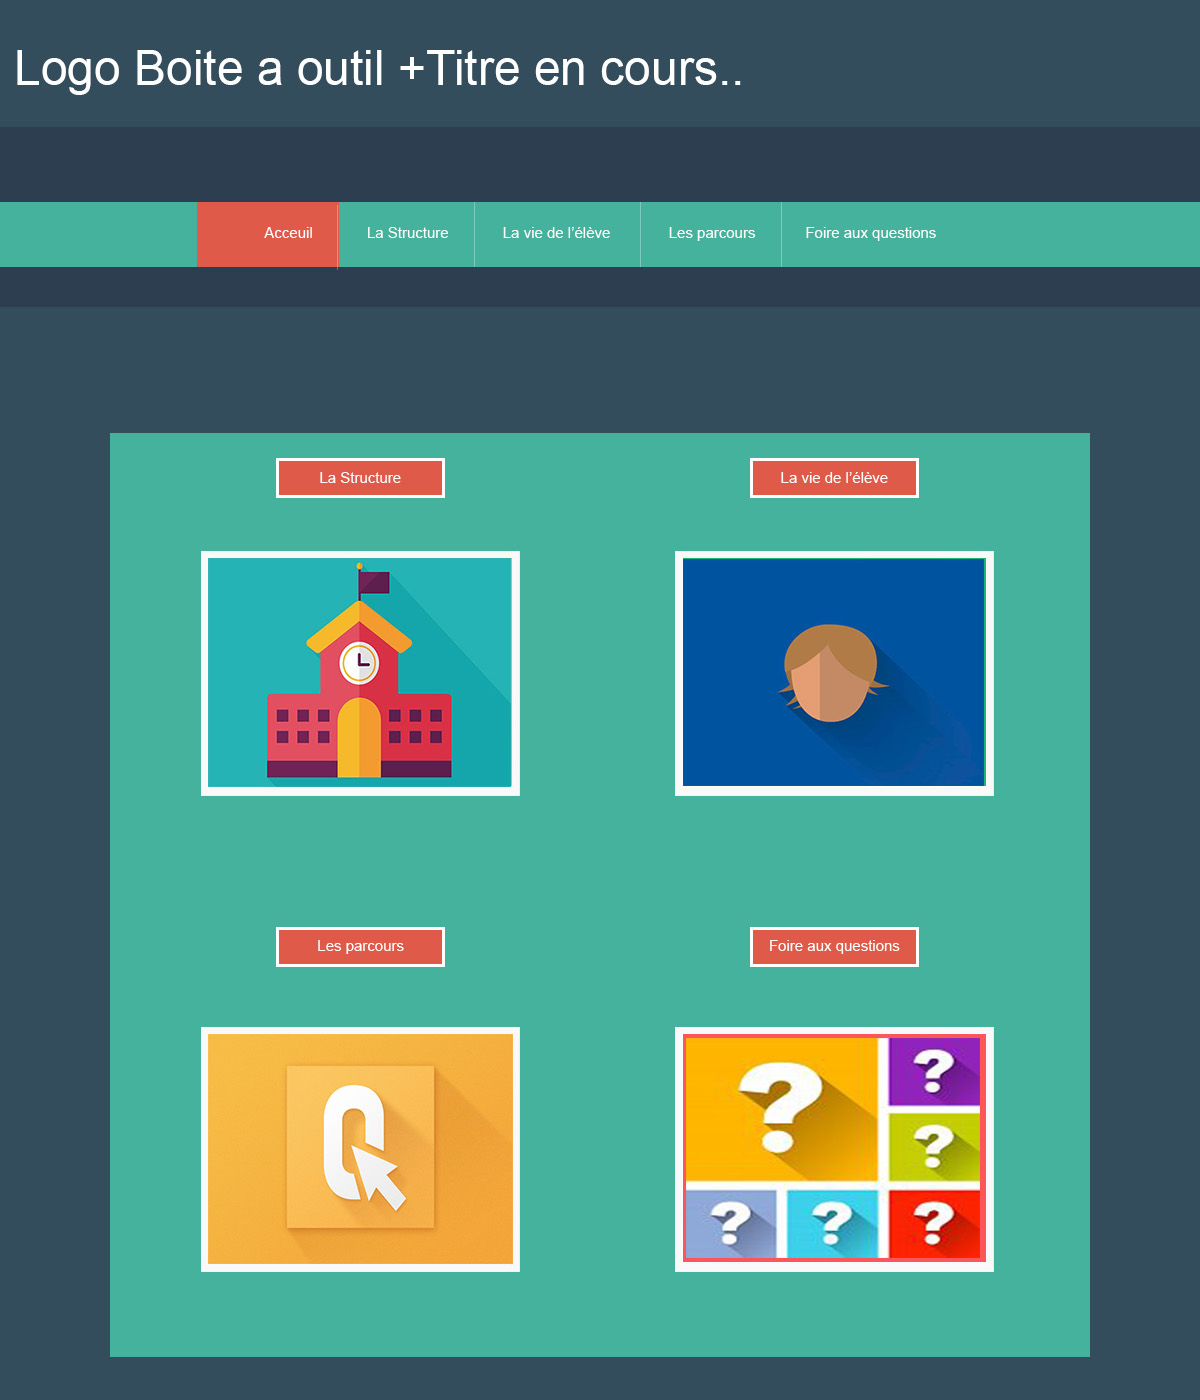 Logo Boite a outil +Titre en cours..
Acceuil
La Structure
La vie de l’élève
Les parcours
Foire aux questions
La Structure
La vie de l’élève
Les parcours
Foire aux questions
?
?
?
?
?
?